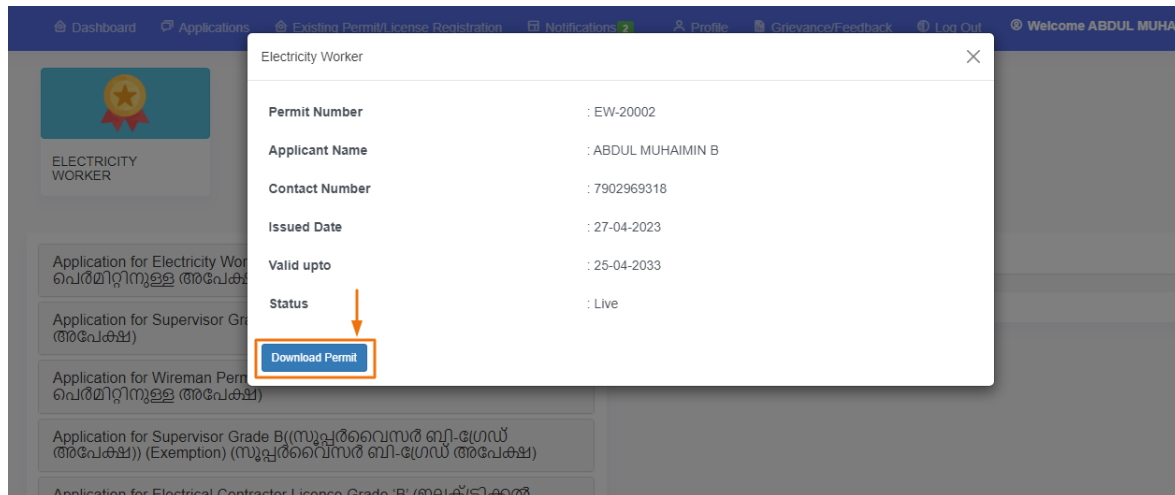 Dashboard Applications Existing Permit/License Registration Notifications 2 Profile Grievance/Feedback Log Out ® Welcome ABDUL MUHA
Electricity Worker
Permit Number : EW-20002
Applicant Name : ABDUL MUHAIMIN B
Contact Number : 7902969318
Issued Date : 27-04-2023
Valid upto : 25-04-2033
Status : Live
Download Permit
ELECTRICITY
WORKER
Application for Electricity Wor
പെർമിറ്റിനുള്ള അപേക്ഷ
Application for Supervisor Gra
അപേക്ഷ)
Application for Wireman Perm
പെർമിറ്റിനുള്ള അപേക്ഷ)
Application for Supervisor Grade B((സൂപ്പർവൈസർ ബി-ഗ്രേഡ്
അപേക്ഷ)) (Exemption) (സൂപ്പർവൈസർ ബി-ഗ്രേഡ് അപേക്ഷ)
Application for Electrical Contractor Licence Grade 'B' (ഇലക്ട്രിക്കൽ